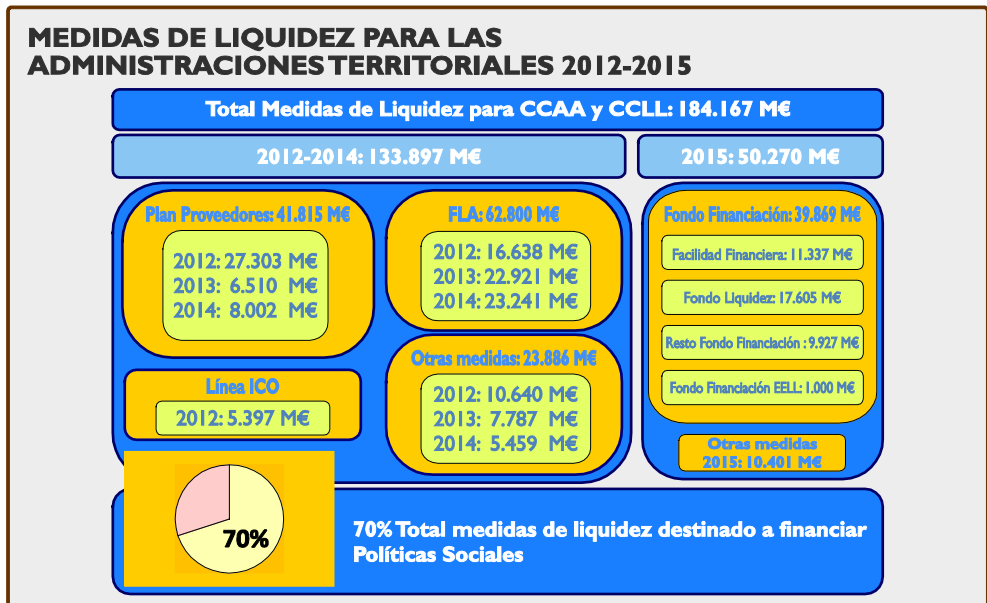 MEDIDAS DE LIQUIDEZ PARA LAS
ADMINISTRACIONES TERRITORIALES 2012-2015
Total Medidas de Liquidez para CCAA y CCLL: 184.167 M€
2012-2014: 133.897 M€
2015: 50.270 M€
Plan Proveedores: 41.815 M€
2012: 27.303 M€
2013: 6.510 M€
2014: 8.002 M€
Línea ICO
2012: 5.397 M€
FLA: 62.800 M€
2012: 16.638 M€
2013: 22.921 M€
2014: 23.241 M€
Otras medidas: 23.886 M€
2012: 10.640 M€
2013: 7.787 M€
2014: 5.459 M€
Fondo Financiación: 39.869 M€
Facilidad Financiera: 11.337 M€
Fondo Liquidez: 17.605 M€
Resto Fondo Financiación : 9.927 M€
Fondo Financiación EELL: 1.000 M€
Otras medidas
2015: 10.401 M€
70%
70% Total medidas de liquidez destinado a financiar
Políticas Sociales